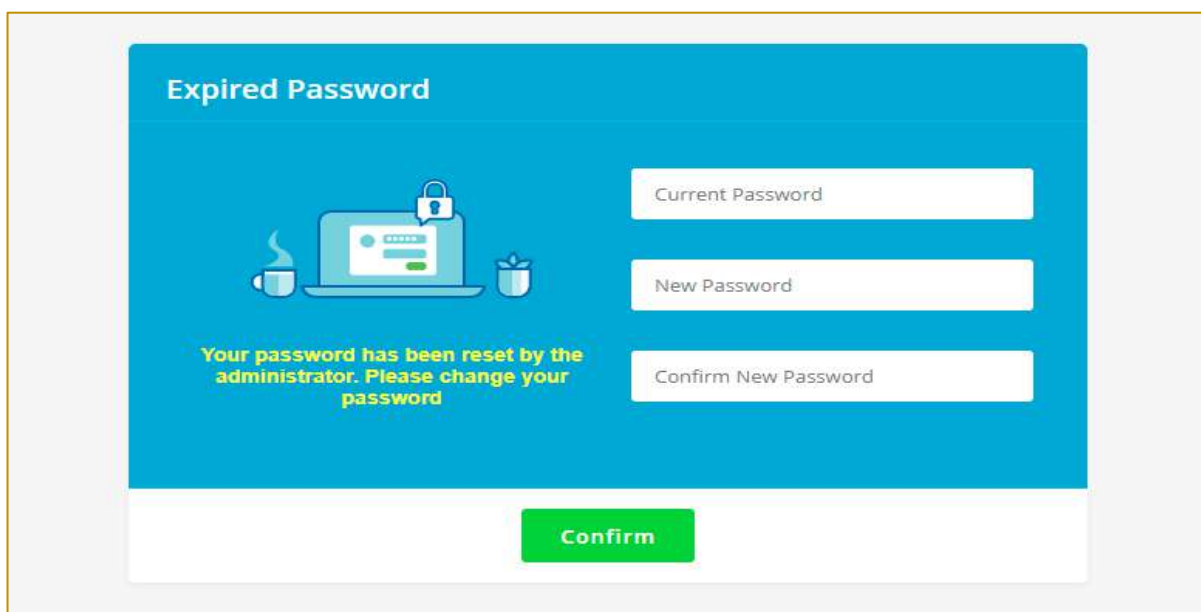 Expired Password
Current Password
New Password
Your password has been reset by the
administrator. Please change your
password
Confirm New Password
Confirm